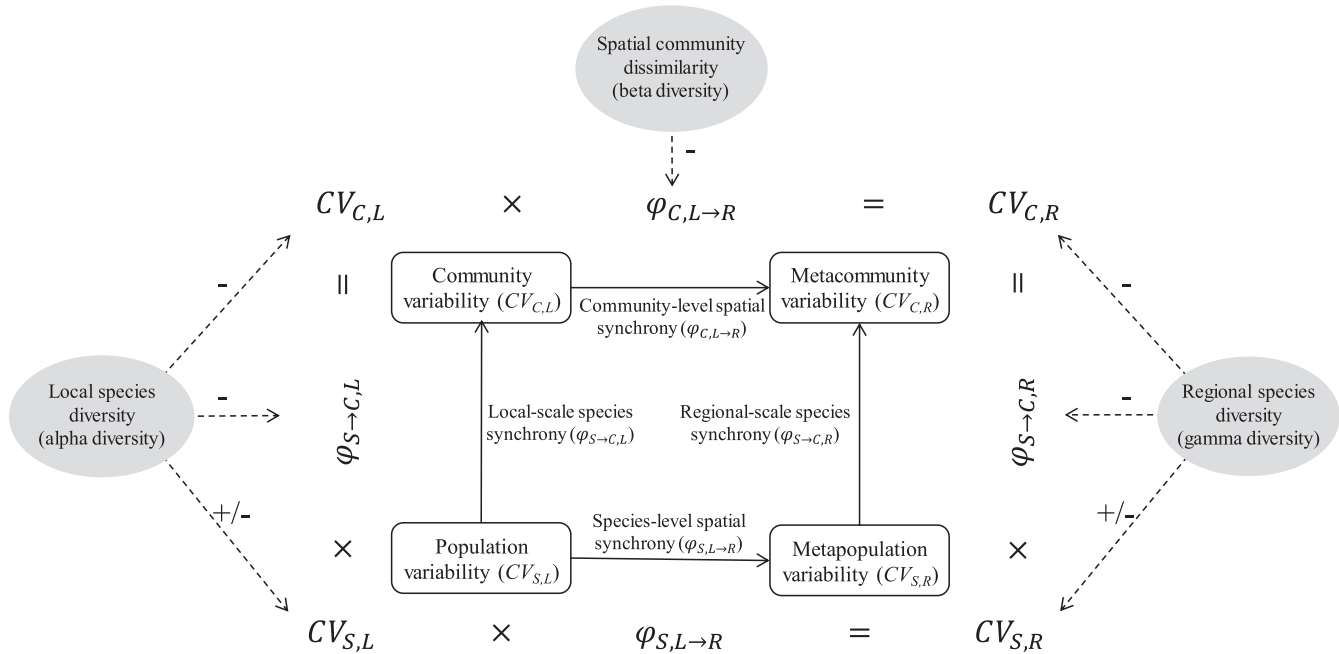 Spatial community
dissimilarity
(beta diversity)
-
CV_{C,L} × φ_{C,L→R} = CV_{C,R}
- = Community
variability (CV_{C,L})
Community-level spatial
synchrony (φ_{C,L→R})
Metacommunity
variability (CV_{C,R})
= -
Local species
diversity
(alpha diversity)
-
φ_{S→C,L}
Local-scale species
synchrony (φ_{S→C,L})
Regional-scale species
synchrony (φ_{S→C,R})
φ_{S→C,R}
-
Regional species
diversity
(gamma diversity)
+/-
×
Population
variability (CV_{S,L})
Species-level spatial
synchrony (φ_{S,L→R})
Metapopulation
variability (CV_{S,R})
×
+/-
CV_{S,L} × φ_{S,L→R} = CV_{S,R}